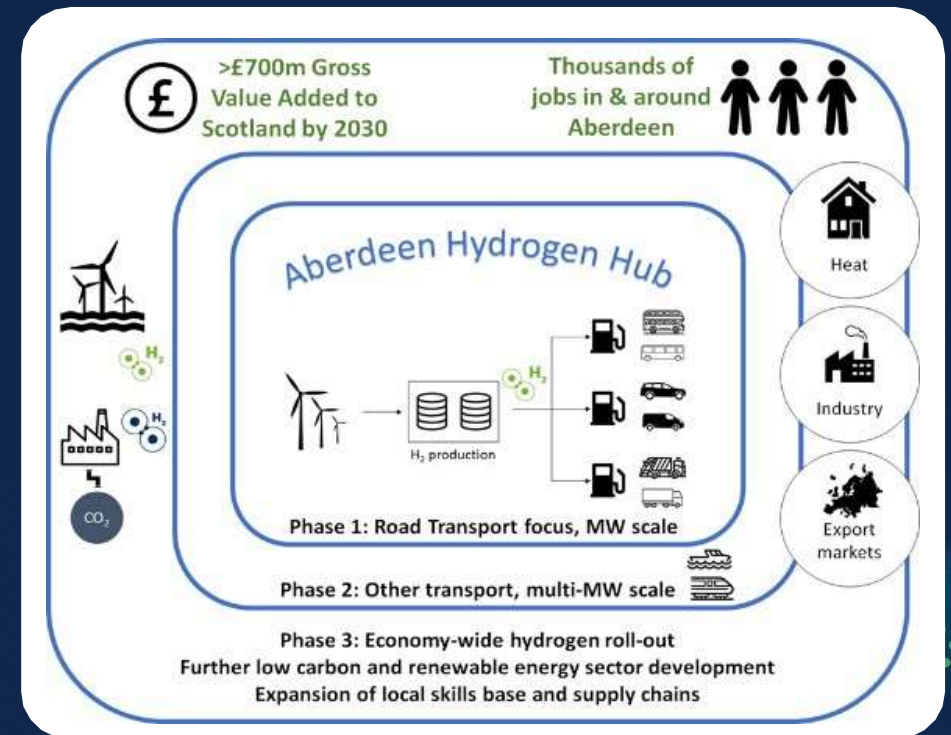 £
>£700m Gross
Value Added to
Scotland by 2030
Thousands of
jobs in & around
Aberdeen
Aberdeen Hydrogen Hub
H₂
H₂
CO₂
H₂ production
H₂
Phase 1: Road Transport focus, MW scale
Phase 2: Other transport, multi-MW scale
Phase 3: Economy-wide hydrogen roll-out
Further low carbon and renewable energy sector development
Expansion of local skills base and supply chains
Heat
Industry
Export
markets